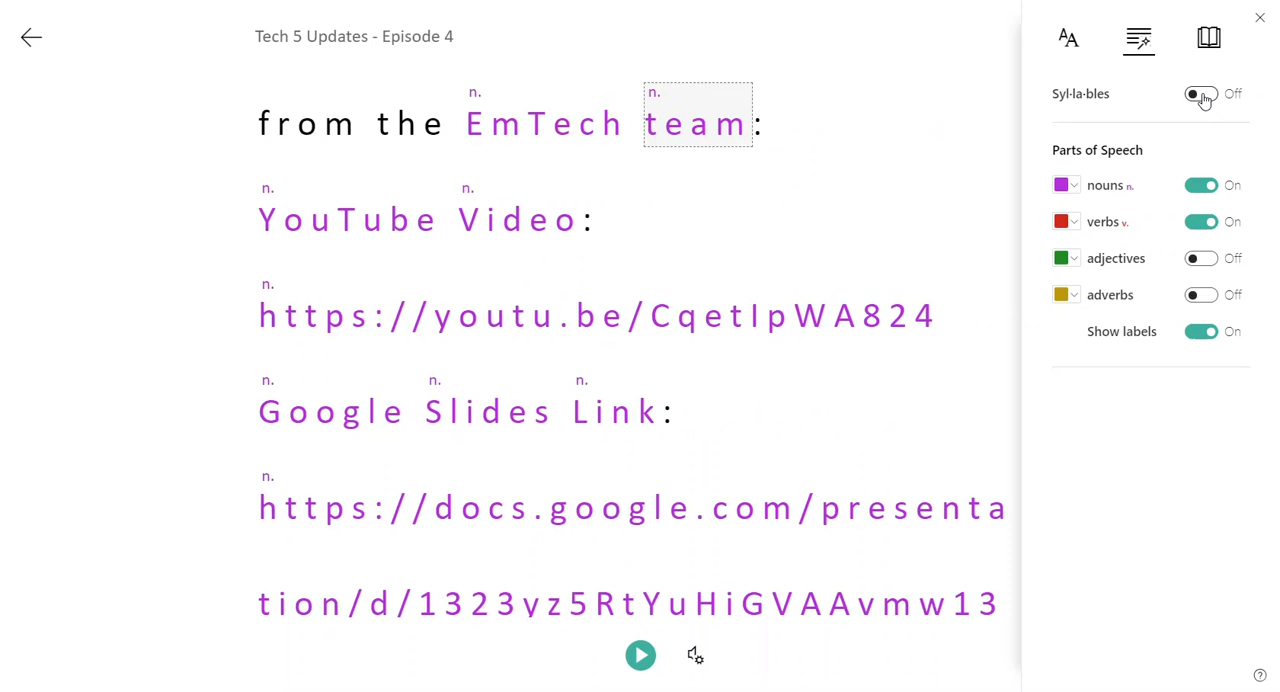 Tech 5 Updates - Episode 4
n. n.
from the EmTech team:
n. n.
YouTube Video:
n.
https://youtu.be/CqetIpWA824
n. n. n.
Google Slides Link:
n.
https://docs.google.com/presenta
tion/d/1323yz5RtYuHiGVAAvmw13
AA
Syl·la·bles Off
Parts of Speech
nouns n. On
verbs v. On
adjectives Off
adverbs Off
Show labels On